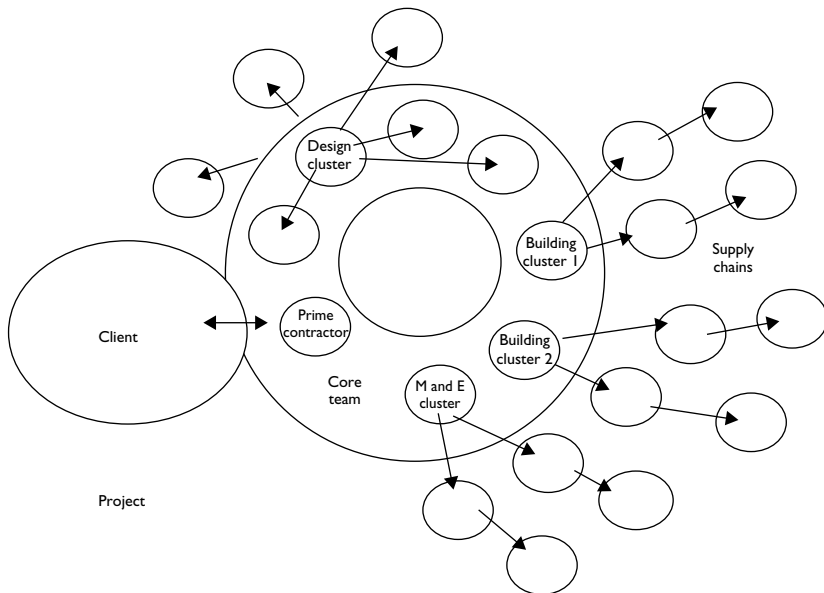 Design
cluster
Building
cluster 1
Supply
chains
Prime
contractor
Client
Building
cluster 2
Core
team
M and E
cluster
Project